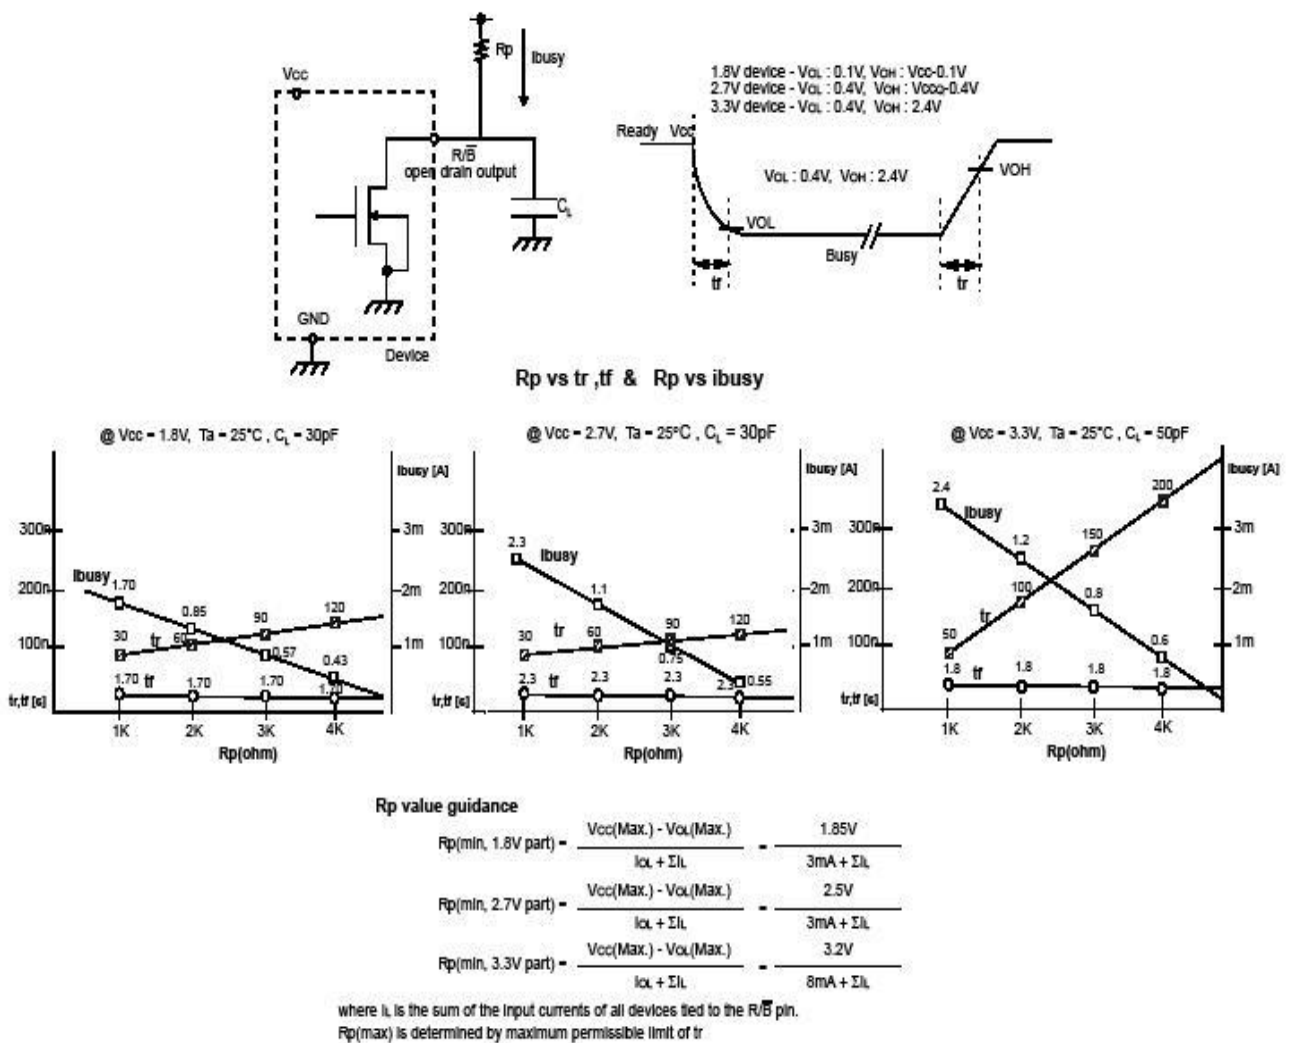 Rp
Ibusy
Vcc
R/B̅
open drain output
CL
GND
Device
1.8V device - VOL : 0.1V, VOH : Vcc-0.1V
2.7V device - VOL : 0.4V, VOH : VccQ-0.4V
3.3V device - VOL : 0.4V, VOH : 2.4V
Ready Vcc
VOH
VOL : 0.4V, VOH : 2.4V
VOL
Busy
tf
tr
Rp vs tr ,tf & Rp vs ibusy
@ Vcc = 1.8V, Ta = 25°C , CL = 30pF
Ibusy [A]
300n
3m
Ibusy
1.70
200n
2m
0.85
120
90
tr
60
30
100n
1m
0.57
0.43
tf
1.70
1.70
1.70
1.70
tr,tf [s]
1K
2K
3K
4K
Rp(ohm)
@ Vcc = 2.7V, Ta = 25°C , CL = 30pF
Ibusy [A]
300n
3m
2.3
Ibusy
200n
2m
1.1
120
90
tr
60
30
100n
1m
0.75
0.55
tf
2.3
2.3
2.3
2.3
tr,tf [s]
1K
2K
3K
4K
Rp(ohm)
@ Vcc = 3.3V, Ta = 25°C , CL = 50pF
Ibusy [A]
2.4
200
Ibusy
300n
3m
1.2
150
200n
2m
100
0.8
tr
50
100n
1m
0.6
1.8
tf
1.8
1.8
1.8
tr,tf [s]
1K
2K
3K
4K
Rp(ohm)
Rp value guidance
Rp(min, 1.8V part) = Vcc(Max.) - VOL(Max.) / IOL + ΣIL = 1.85V / 3mA + ΣIL
Rp(min, 2.7V part) = Vcc(Max.) - VOL(Max.) / IOL + ΣIL = 2.5V / 3mA + ΣIL
Rp(min, 3.3V part) = Vcc(Max.) - VOL(Max.) / IOL + ΣIL = 3.2V / 8mA + ΣIL
where IL is the sum of the input currents of all devices tied to the R/B̅ pin.
Rp(max) is determined by maximum permissible limit of tr